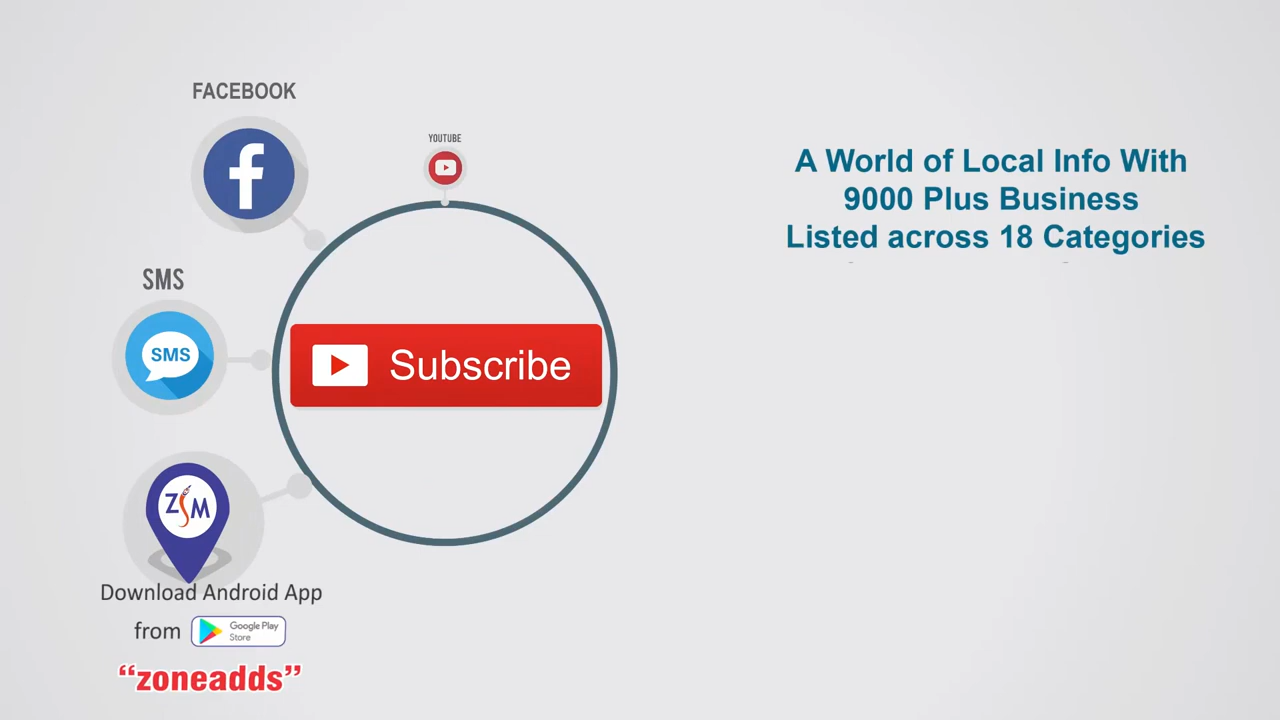 FACEBOOK
YOUTUBE
A World of Local Info With
9000 Plus Business
Listed across 18 Categories
SMS
SMS
Subscribe
ZSM
Download Android App
from Google Play
Store
“zoneadds”